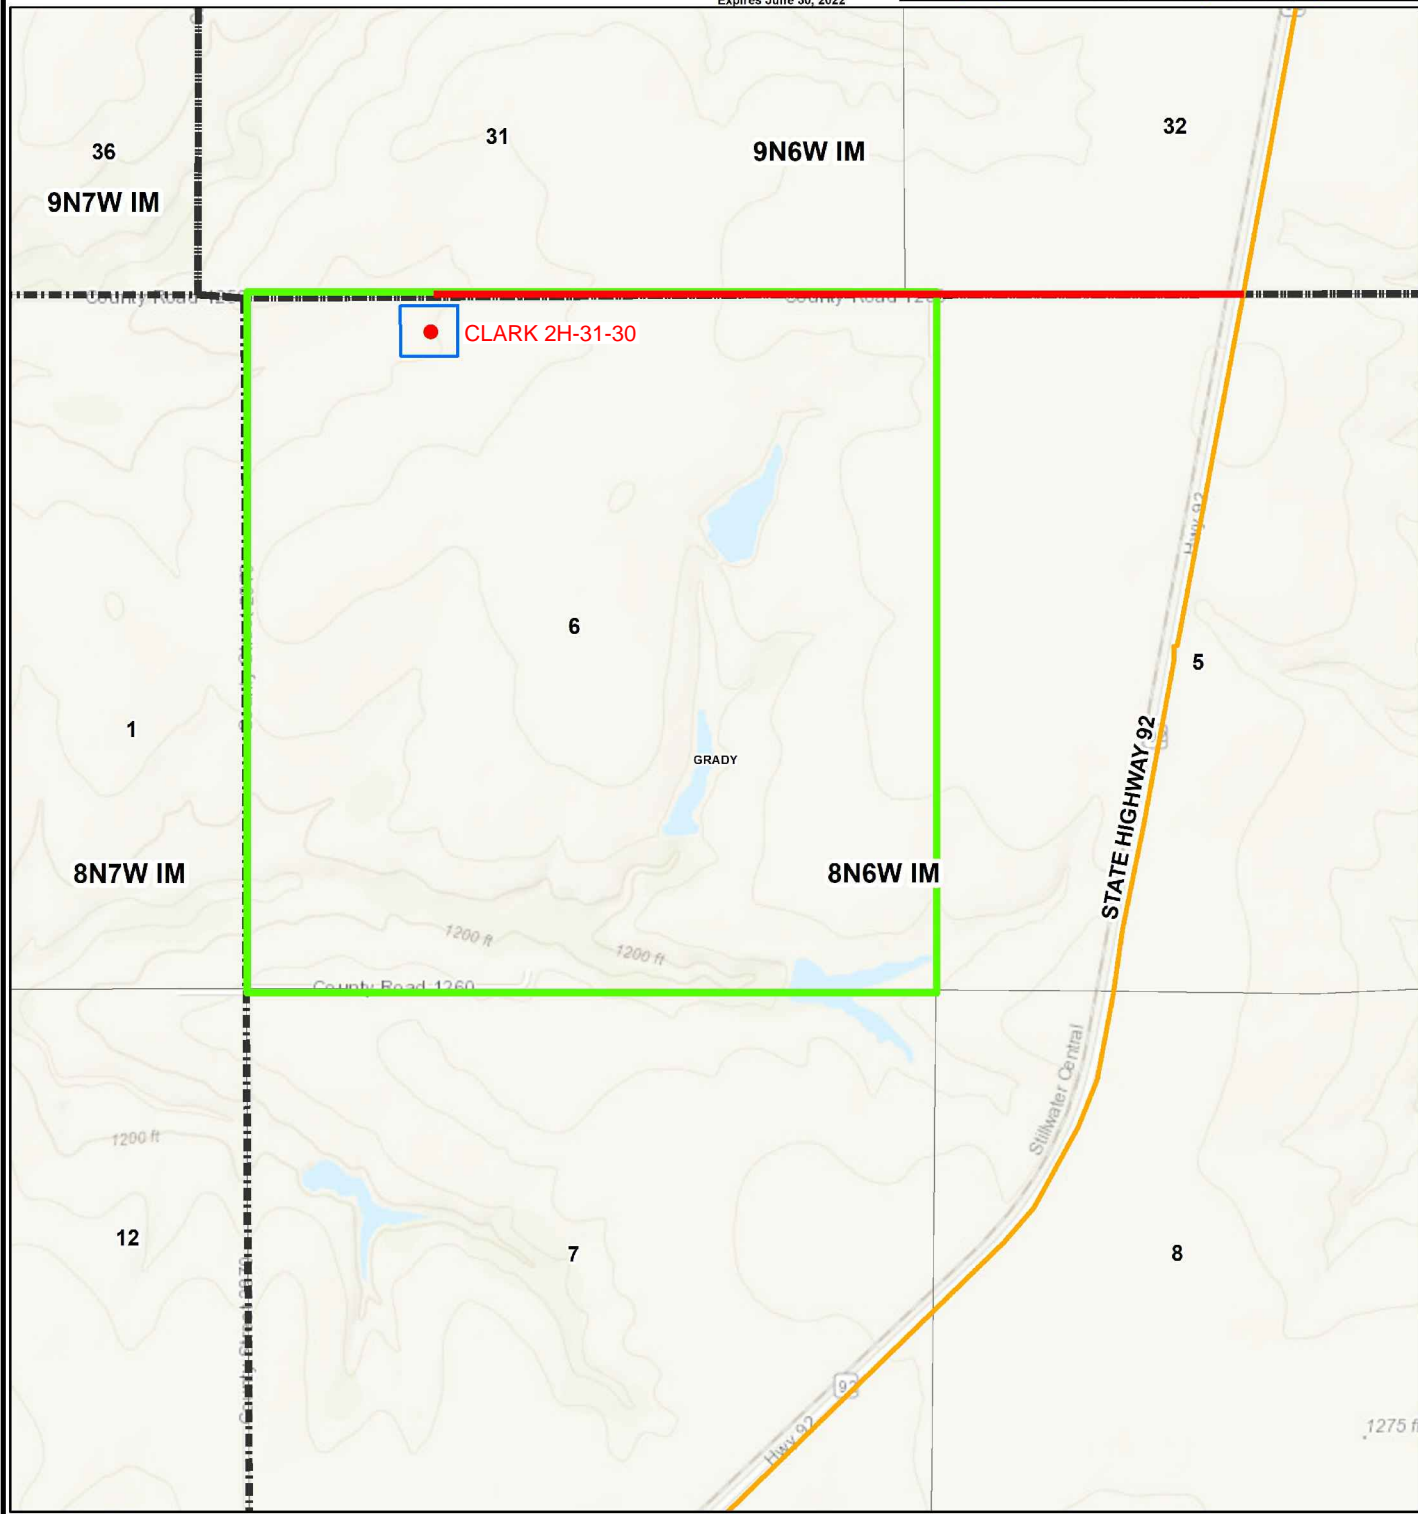 Expires June 30, 2022
36
31
9N6W IM
32
9N7W IM
County Road 125
CLARK 2H-31-30
Hwy 92
6
5
1
GRADY
STATE HIGHWAY 92
8N7W IM
8N6W IM
1200 ft
1200 ft
County Road 1260
Stillwater Central
1200 ft
12
7
8
92
Hwy 92
1275 ft